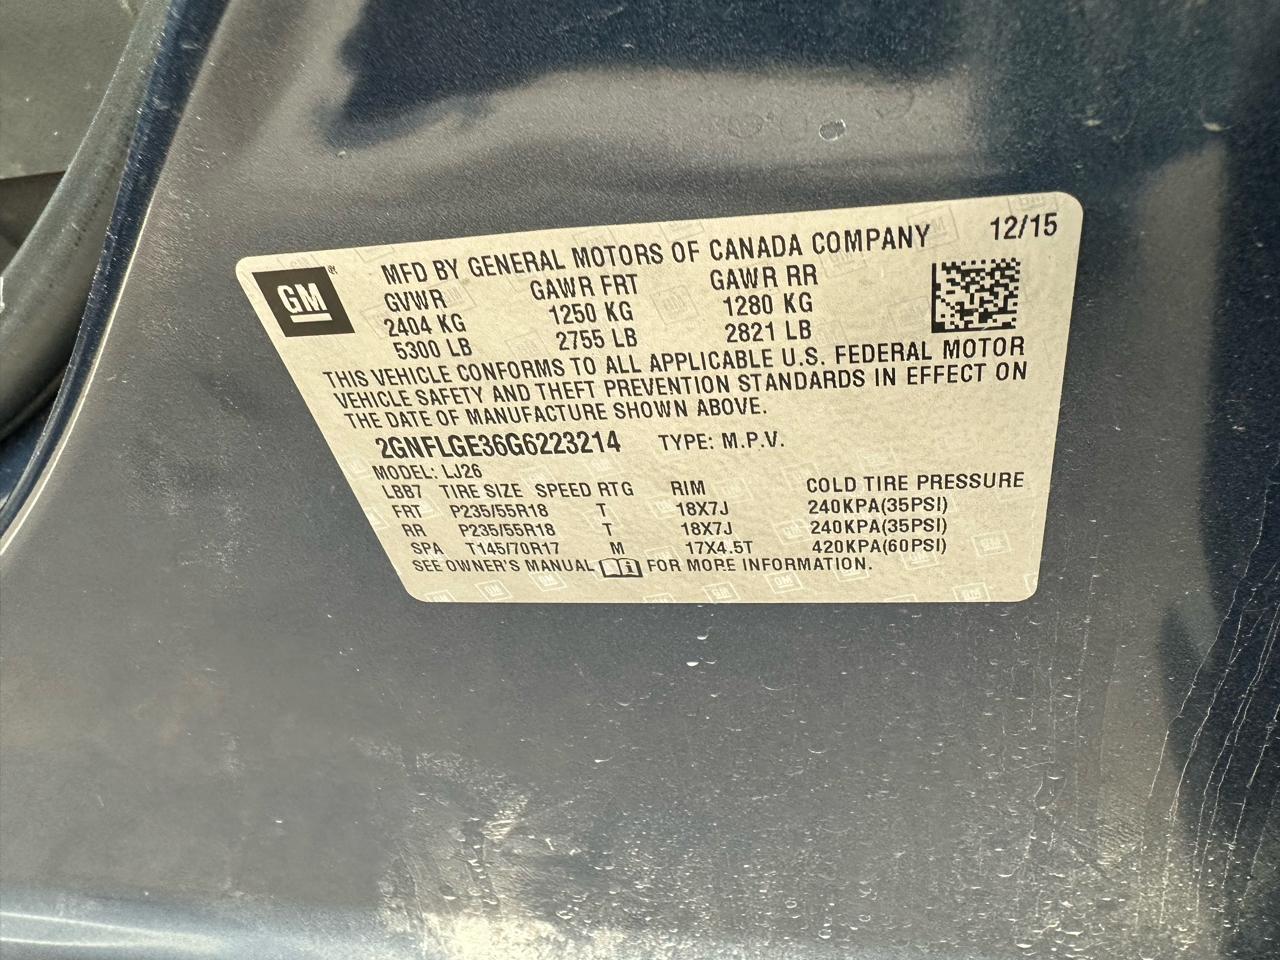 GM
MFD BY GENERAL MOTORS OF CANADA COMPANY 12/15
GVWR GAWR FRT GAWR RR
2404 KG 1250 KG 1280 KG
5300 LB 2755 LB 2821 LB
THIS VEHICLE CONFORMS TO ALL APPLICABLE U.S. FEDERAL MOTOR
VEHICLE SAFETY AND THEFT PREVENTION STANDARDS IN EFFECT ON
THE DATE OF MANUFACTURE SHOWN ABOVE.
2GNFLGE36G6223214 TYPE: M.P.V.
MODEL: LJ26
LB87 TIRE SIZE SPEED RTG RIM COLD TIRE PRESSURE
FRT P235/55R18 T 18X7J 240KPA(35PSI)
RR P235/55R18 T 18X7J 240KPA(35PSI)
SPA T145/70R17 M 17X4.5T 420KPA(60PSI)
SEE OWNER'S MANUAL FOR MORE INFORMATION.